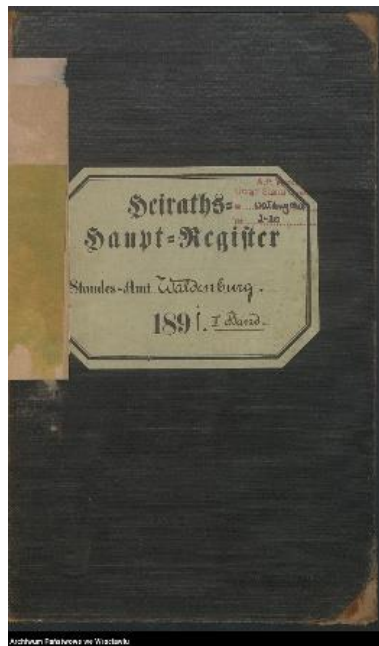 Heiraths=
Haupt=Register
Standes-Amt Waldenburg.
1891. I Band.
Archiwum Państwowe we Wrocławiu